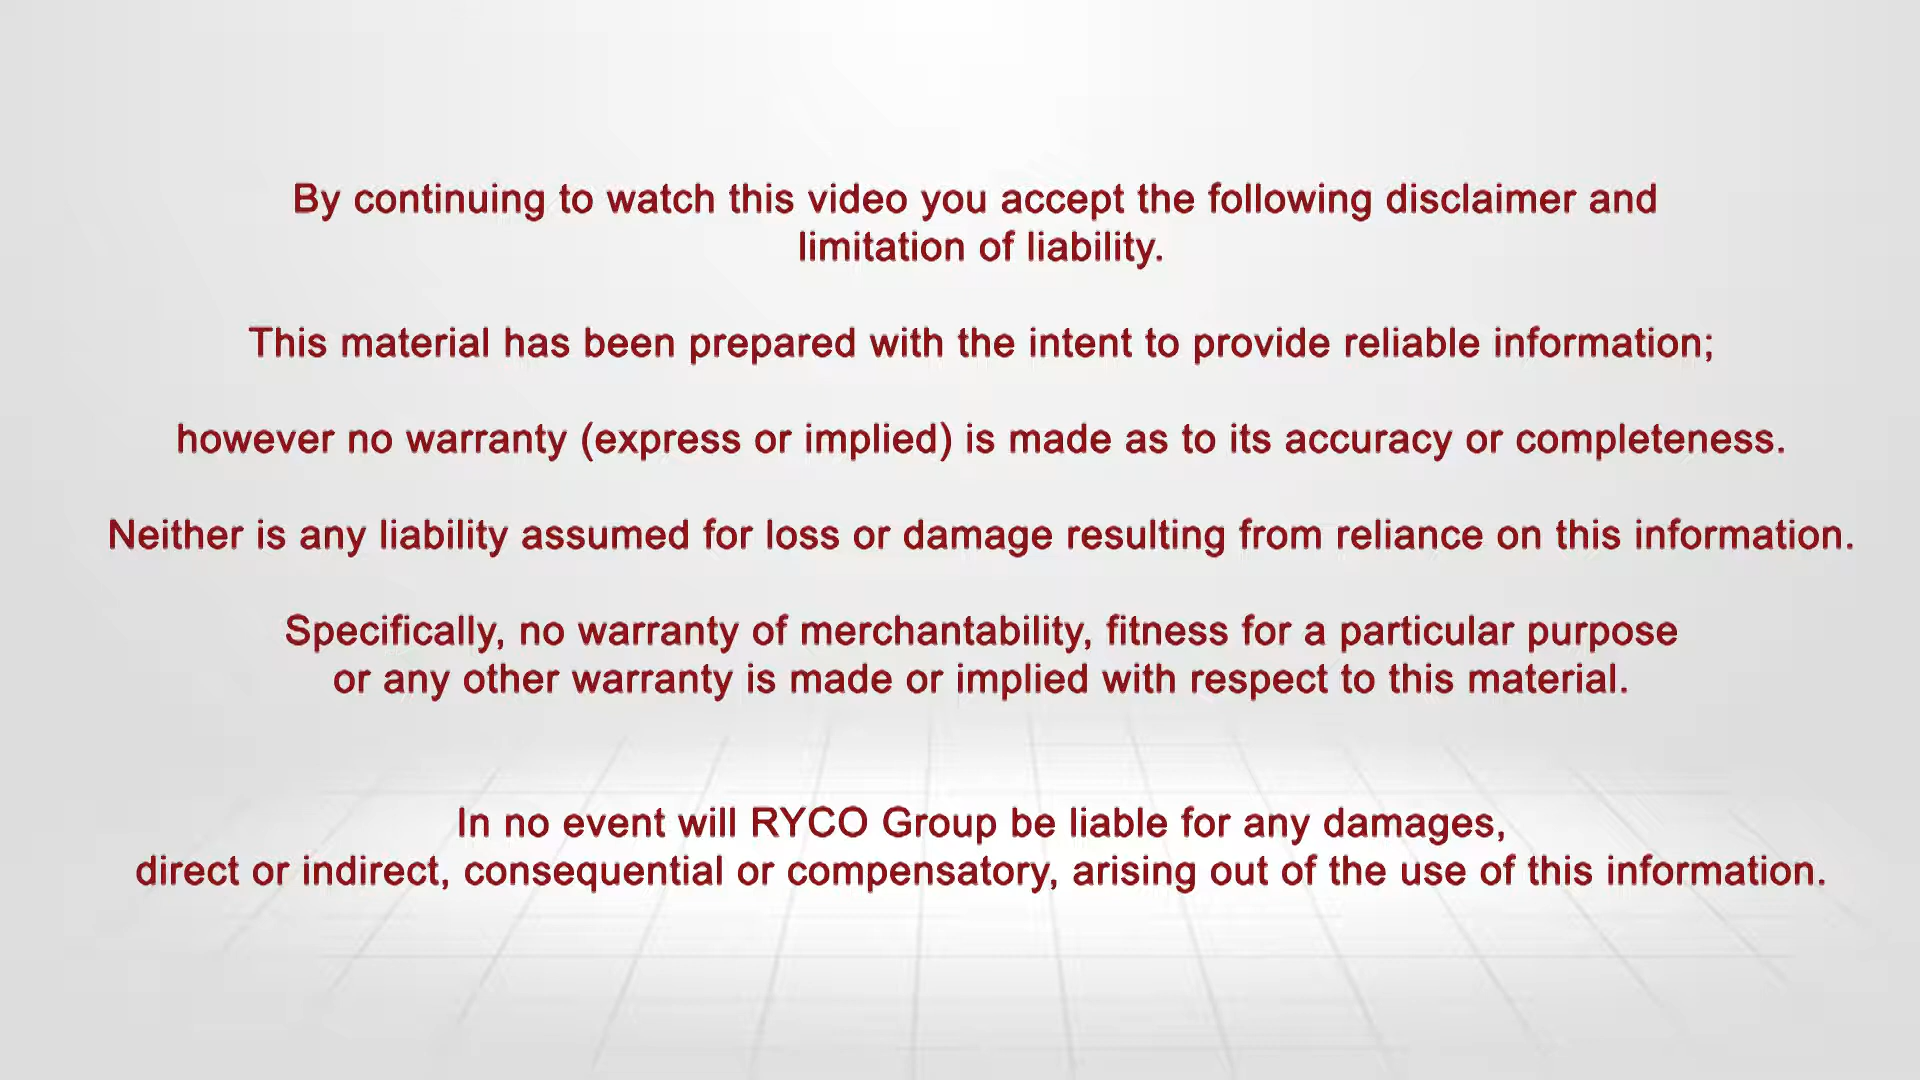 By continuing to watch this video you accept the following disclaimer and
limitation of liability.
This material has been prepared with the intent to provide reliable information;
however no warranty (express or implied) is made as to its accuracy or completeness.
Neither is any liability assumed for loss or damage resulting from reliance on this information.
Specifically, no warranty of merchantability, fitness for a particular purpose
or any other warranty is made or implied with respect to this material.
In no event will RYCO Group be liable for any damages,
direct or indirect, consequential or compensatory, arising out of the use of this information.